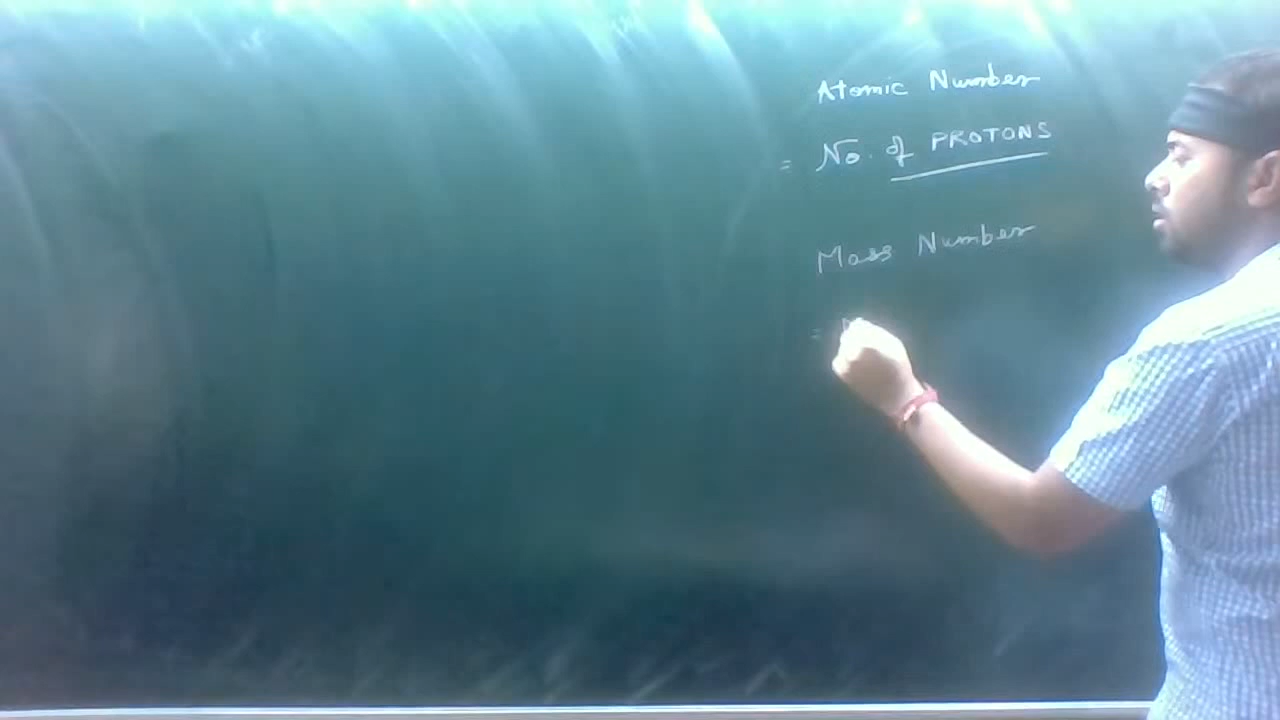 Atomic Number
= No. of PROTONS
Mass Number
=